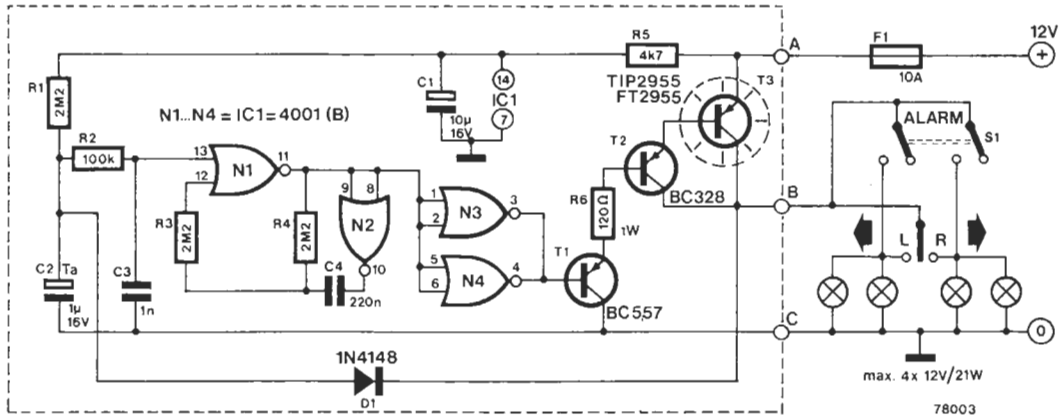 R5
4k7
A
F1
10A
12V
+
R1
2M2
C1
10µ
16V
14
IC1
7
TIP2955
FT2955
T3
N1...N4 = IC1 = 4001 (B)
R2
100k
13
12
N1
11
ALARM
S1
T2
BC328
R3
2M2
R4
2M2
9
8
N2
10
1
2
N3
3
R6
120Ω
1W
B
L
R
C2
Ta
1µ
16V
C3
1n
C4
220n
5
6
N4
4
T1
BC557
C
0
1N4148
D1
max. 4x 12V/21W
78003